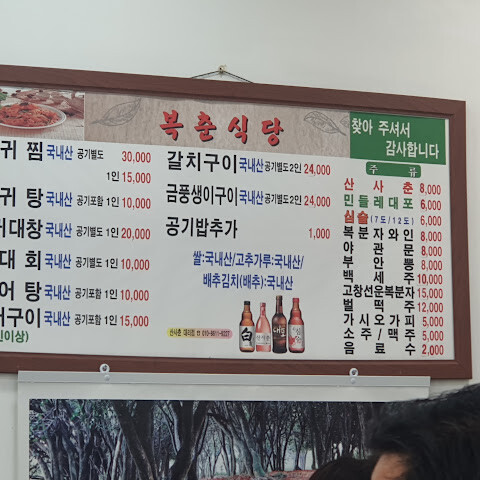 복춘식당
찾아 주셔서
감사합니다
귀 찜 국내산 공기별도 30,000
1인 15,000
귀 탕 국내산 공기포함 1인 10,000
대창 국내산 공기별도 1인 20,000
대 회 국내산 공기별도 1인 10,000
어 탕 국내산 공기포함 1인 10,000
구이 국내산 공기포함 1인 15,000
인이상)
갈치구이 국내산 공기별도 2인 24,000
금풍생이구이 국내산 공기별도 2인 24,000
공기밥추가 1,000
쌀:국내산/고추가루:국내산/
배추김치(배추):국내산
산사춘 대리점 ☎ 010-8611-6227
주 류
산 사 춘 8,000
민들레대포 6,000
심술(7도/12도) 6,000
복분자와인 8,000
야 관 문 8,000
부 안 뽕 8,000
백 세 주 10,000
고창선운복분자 15,000
벌 떡 주 12,000
가시오가피 5,000
소주/맥주 5,000
음 료 수 2,000